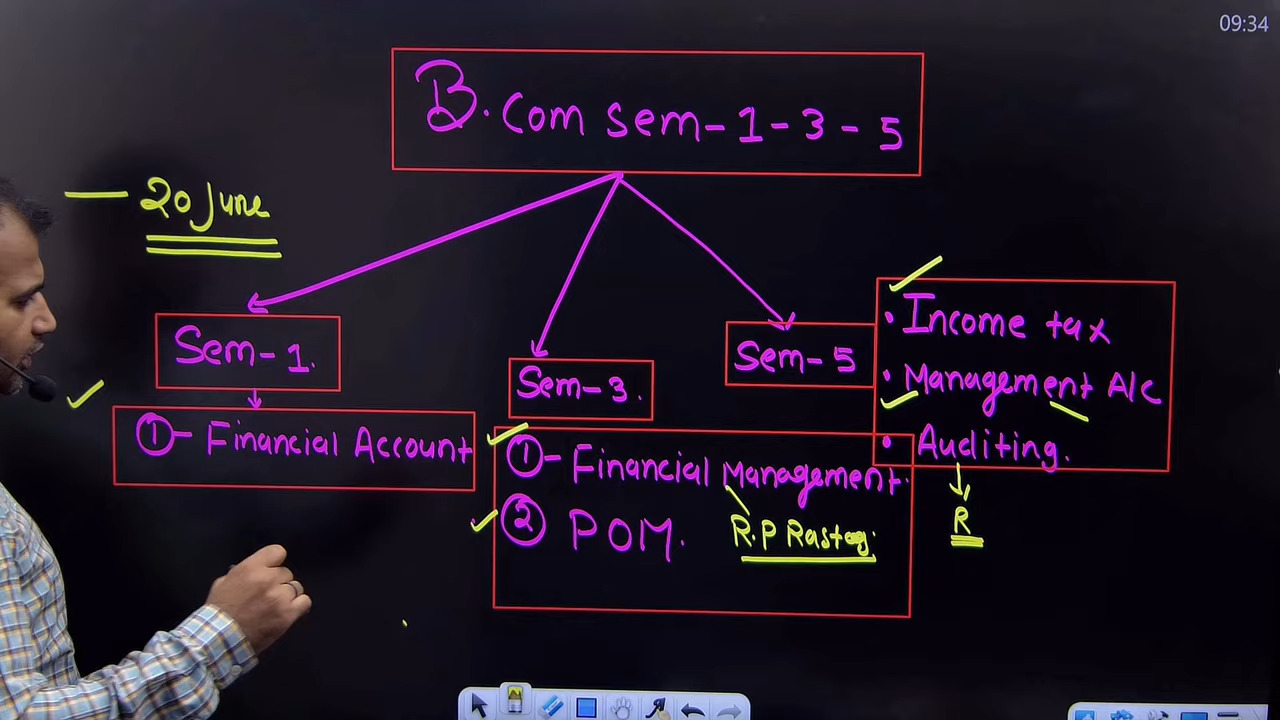 09:34
B.Com sem-1-3-5
20 June
Sem-1.
①- Financial Account
Sem-3.
①- Financial Management.
② POM.
R.P Rastog.
Sem-5
• Income tax
• Management A/c
• Auditing.
R